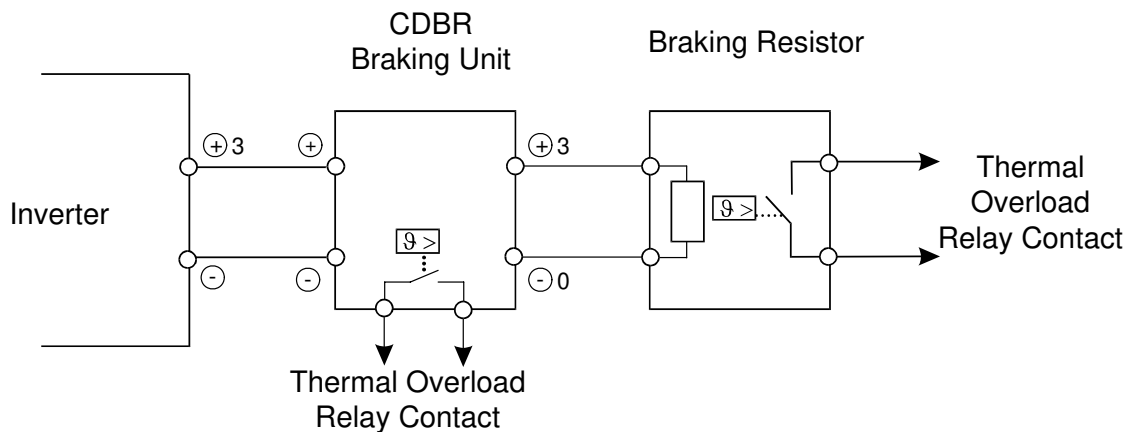 CDBR
Braking Unit
Braking Resistor
Inverter
+ 3
+
+ 3
- 
-
- 0
ϑ >
ϑ >
Thermal
Overload
Relay Contact
Thermal Overload
Relay Contact